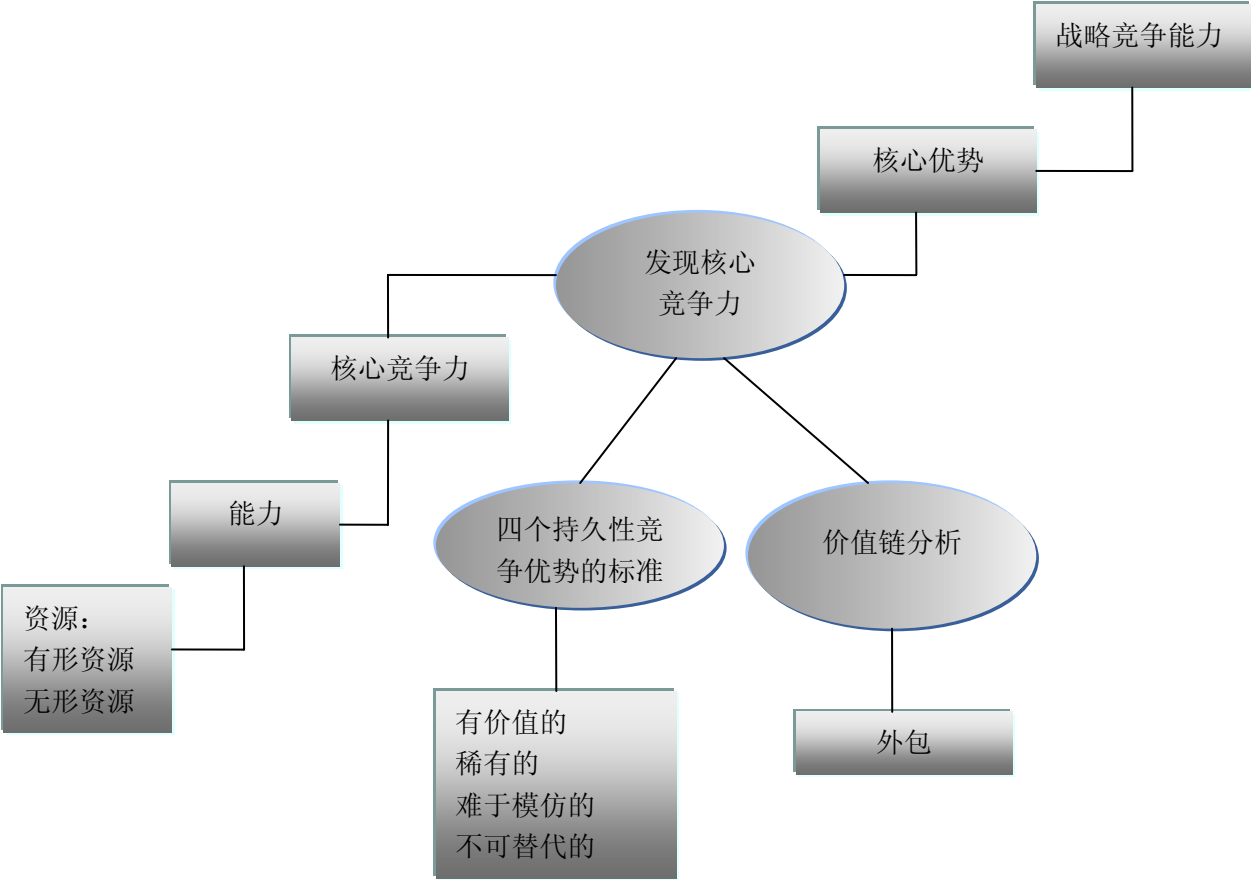 战略竞争能力
核心优势
发现核心
竞争力
核心竞争力
能力
四个持久性竞
争优势的标准
价值链分析
资源：
有形资源
无形资源
有价值的
稀有的
难于模仿的
不可替代的
外包